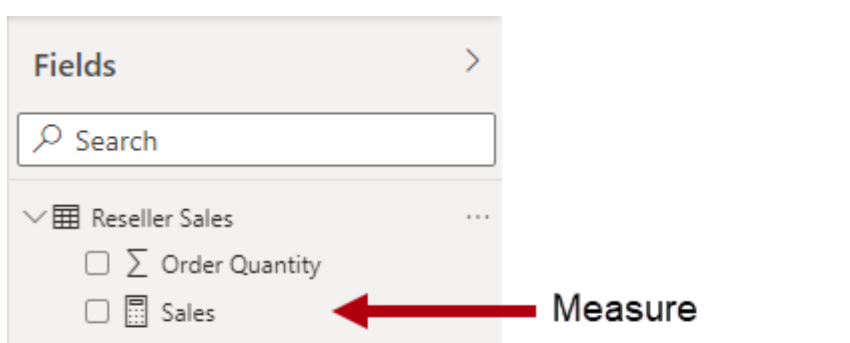 Fields
Search
Reseller Sales
Order Quantity
Sales
Measure